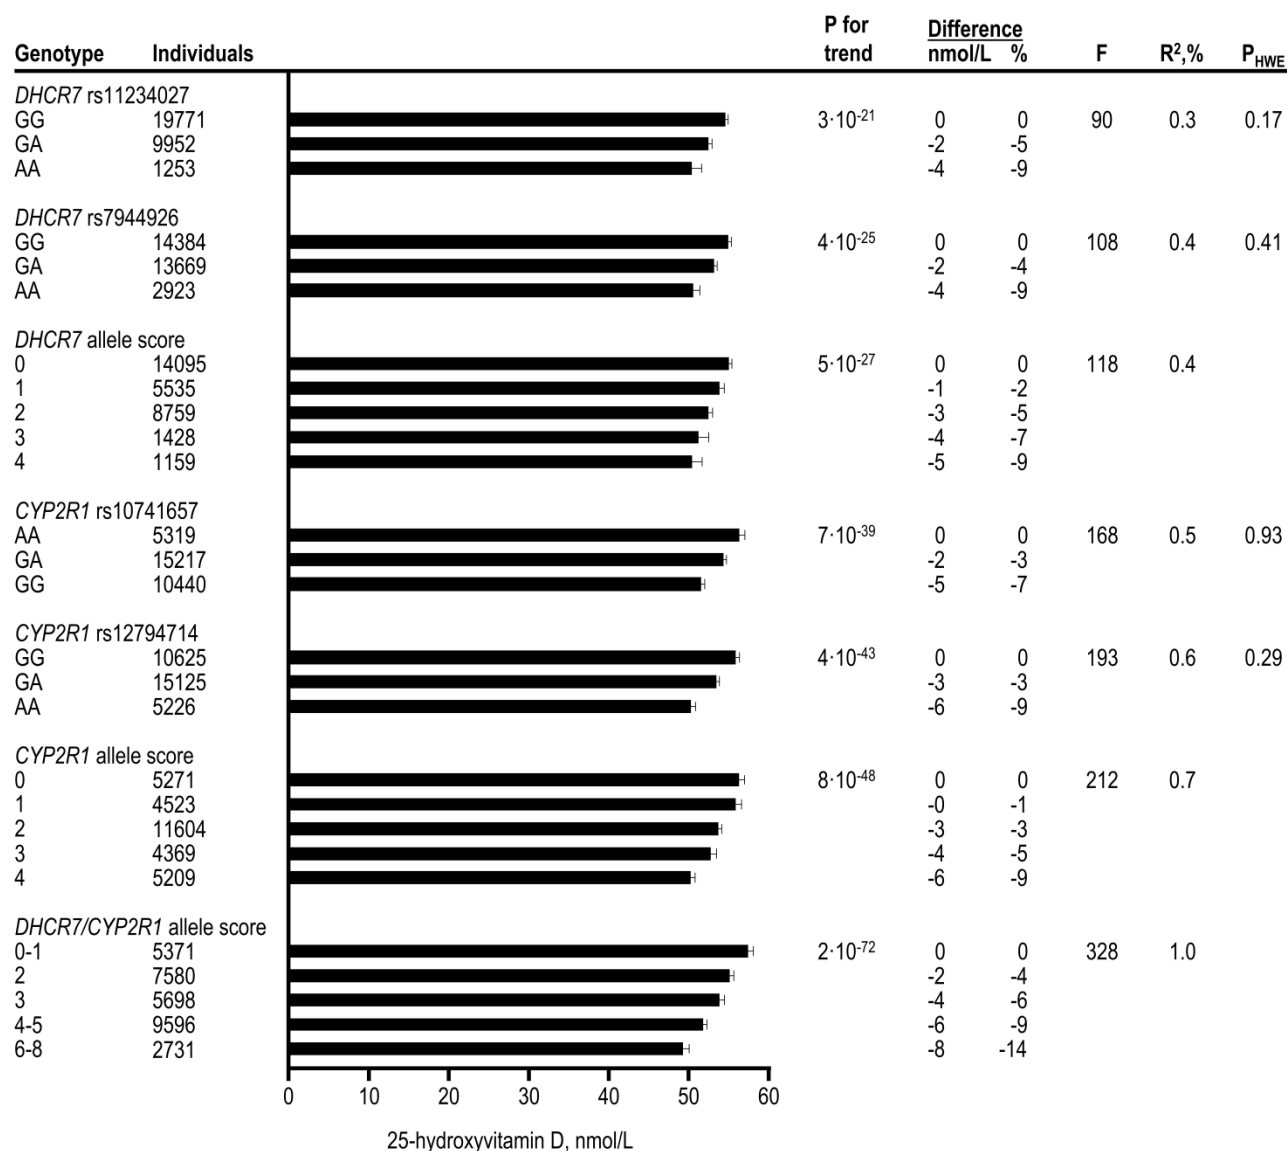 P for Difference
Genotype Individuals trend nmol/L % F R²,% P_HWE
DHCR7 rs11234027
GG 19771 3·10⁻²¹ 0 0 90 0.3 0.17
GA 9952 -2 -5
AA 1253 -4 -9
DHCR7 rs7944926
GG 14384 4·10⁻²⁵ 0 0 108 0.4 0.41
GA 13669 -2 -4
AA 2923 -4 -9
DHCR7 allele score
0 14095 5·10⁻²⁷ 0 0 118 0.4
1 5535 -1 -2
2 8759 -3 -5
3 1428 -4 -7
4 1159 -5 -9
CYP2R1 rs10741657
AA 5319 7·10⁻³⁹ 0 0 168 0.5 0.93
GA 15217 -2 -3
GG 10440 -5 -7
CYP2R1 rs12794714
GG 10625 4·10⁻⁴³ 0 0 193 0.6 0.29
GA 15125 -3 -3
AA 5226 -6 -9
CYP2R1 allele score
0 5271 8·10⁻⁴⁸ 0 0 212 0.7
1 4523 -0 -1
2 11604 -3 -3
3 4369 -4 -5
4 5209 -6 -9
DHCR7/CYP2R1 allele score
0-1 5371 2·10⁻⁷² 0 0 328 1.0
2 7580 -2 -4
3 5698 -4 -6
4-5 9596 -6 -9
6-8 2731 -8 -14
0 10 20 30 40 50 60
25-hydroxyvitamin D, nmol/L